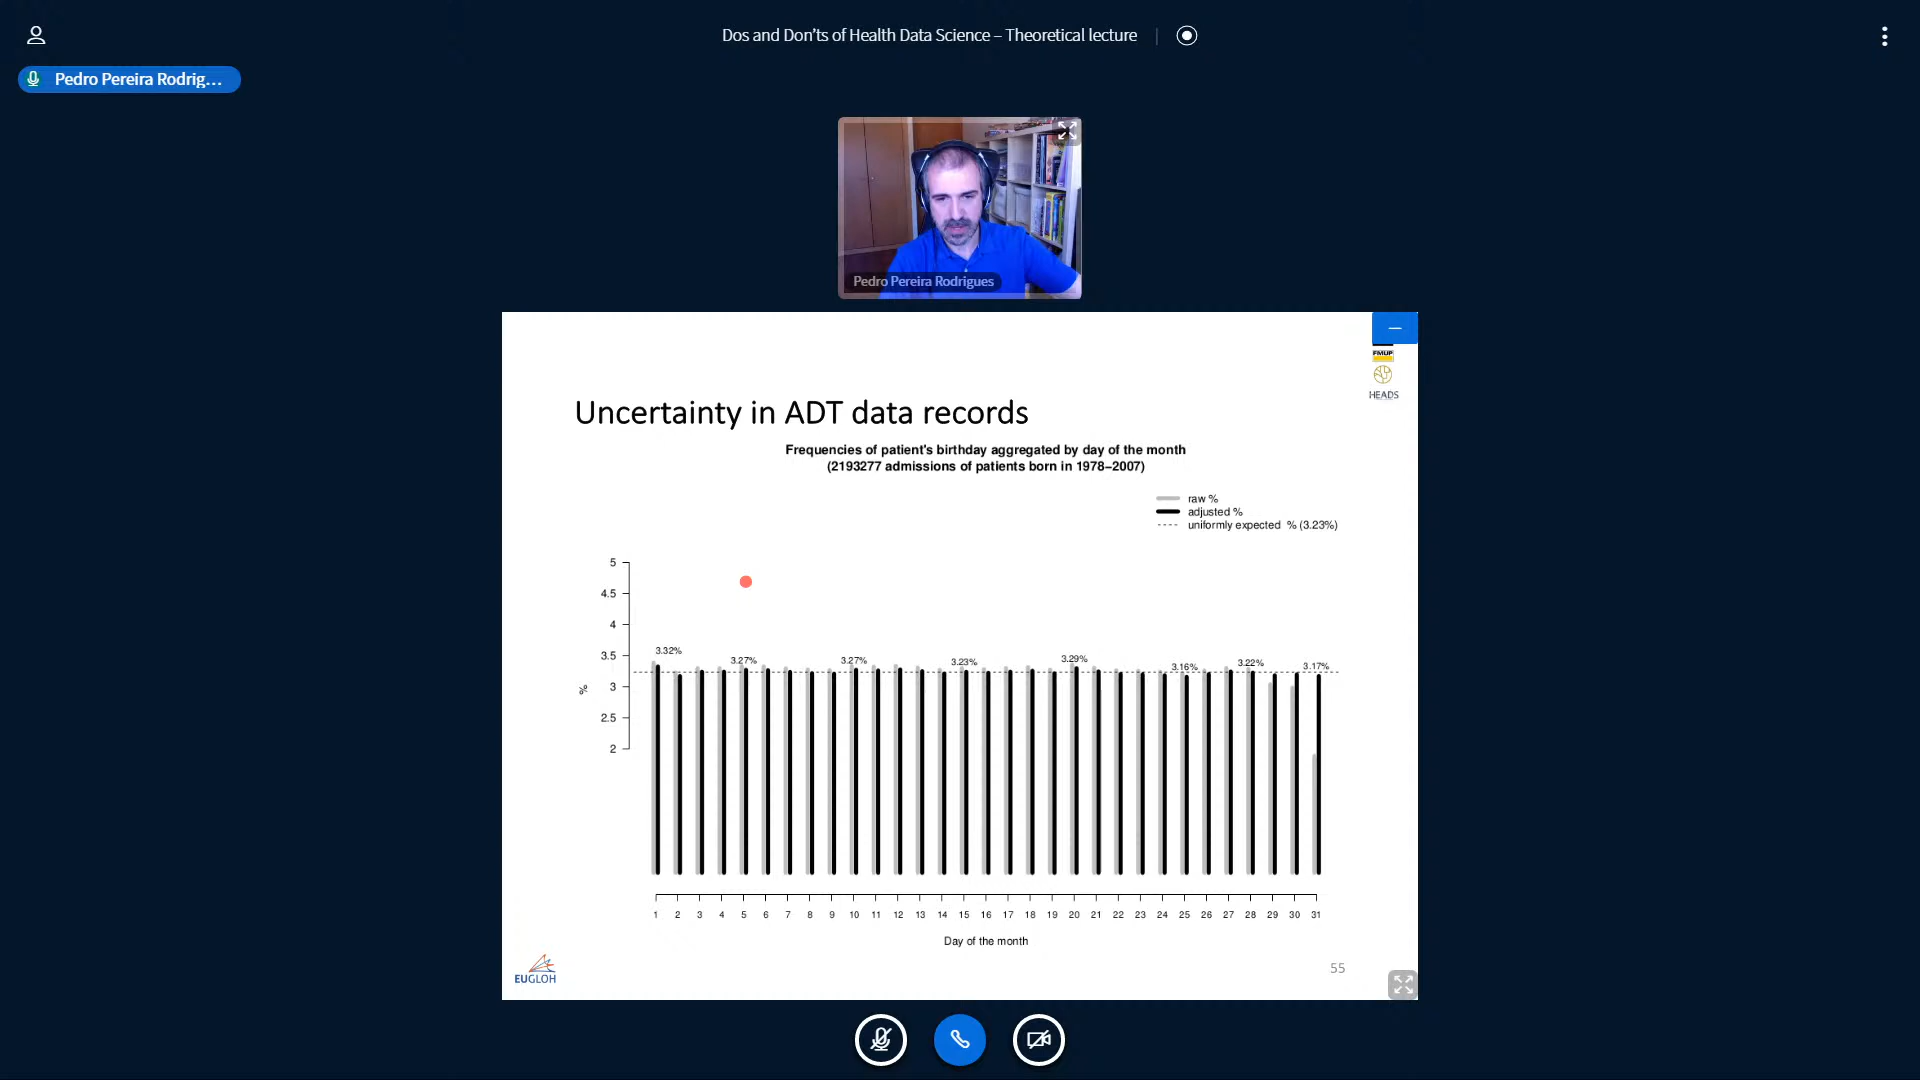 Dos and Don'ts of Health Data Science – Theoretical lecture
Pedro Pereira Rodrig...
Pedro Pereira Rodrigues
FMUP
HEADS
Uncertainty in ADT data records
Frequencies of patient's birthday aggregated by day of the month
(2193277 admissions of patients born in 1978–2007)
raw %
adjusted %
uniformly expected % (3.23%)
5
4.5
4
3.5
3
2.5
2
%
3.32% 3.27% 3.27% 3.23% 3.29% 3.16% 3.22% 3.17%
1 2 3 4 5 6 7 8 9 10 11 12 13 14 15 16 17 18 19 20 21 22 23 24 25 26 27 28 29 30 31
Day of the month
EUGLOH
55